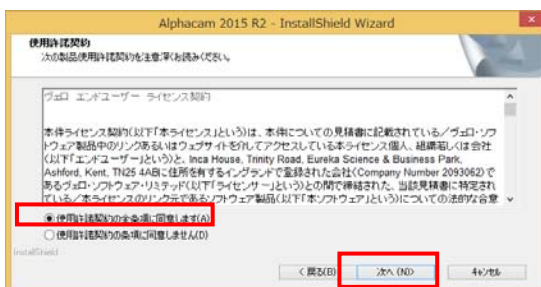 Alphacam 2015 R2 - InstallShield Wizard
使用許諾契約
次の製品使用許諾契約を注意深くお読みください。
ヴェロ エンドユーザー ライセンス契約
本件ライセンス契約(以下「本ライセンス」という)は、本件についての見積書に記載されている/ヴェロ・ソフ
トウェア製品中のリンクあるいはウェブサイトを介してアクセスしている本ライセンス個人、組織若しくは会社
(以下「エンドユーザー」という)と、Inca House, Trinity Road, Eureka Science & Business Park,
Ashford, Kent, TN25 4ABに住所を有するイングランドで登録された会社(Company Number 2093062)で
あるヴェロ・ソフトウェア・リミテッド(以下「ライセンサー」という)との間で締結された、当該見積書に特定され
ている/本ライセンスのリンク元であるソフトウェア製品(以下「本ソフトウェア」という)についての法的な合意
使用許諾契約の全条項に同意します(A)
使用許諾契約の条項に同意しません(D)
InstallShield
< 戻る(B)
次へ (N)>
キャンセル